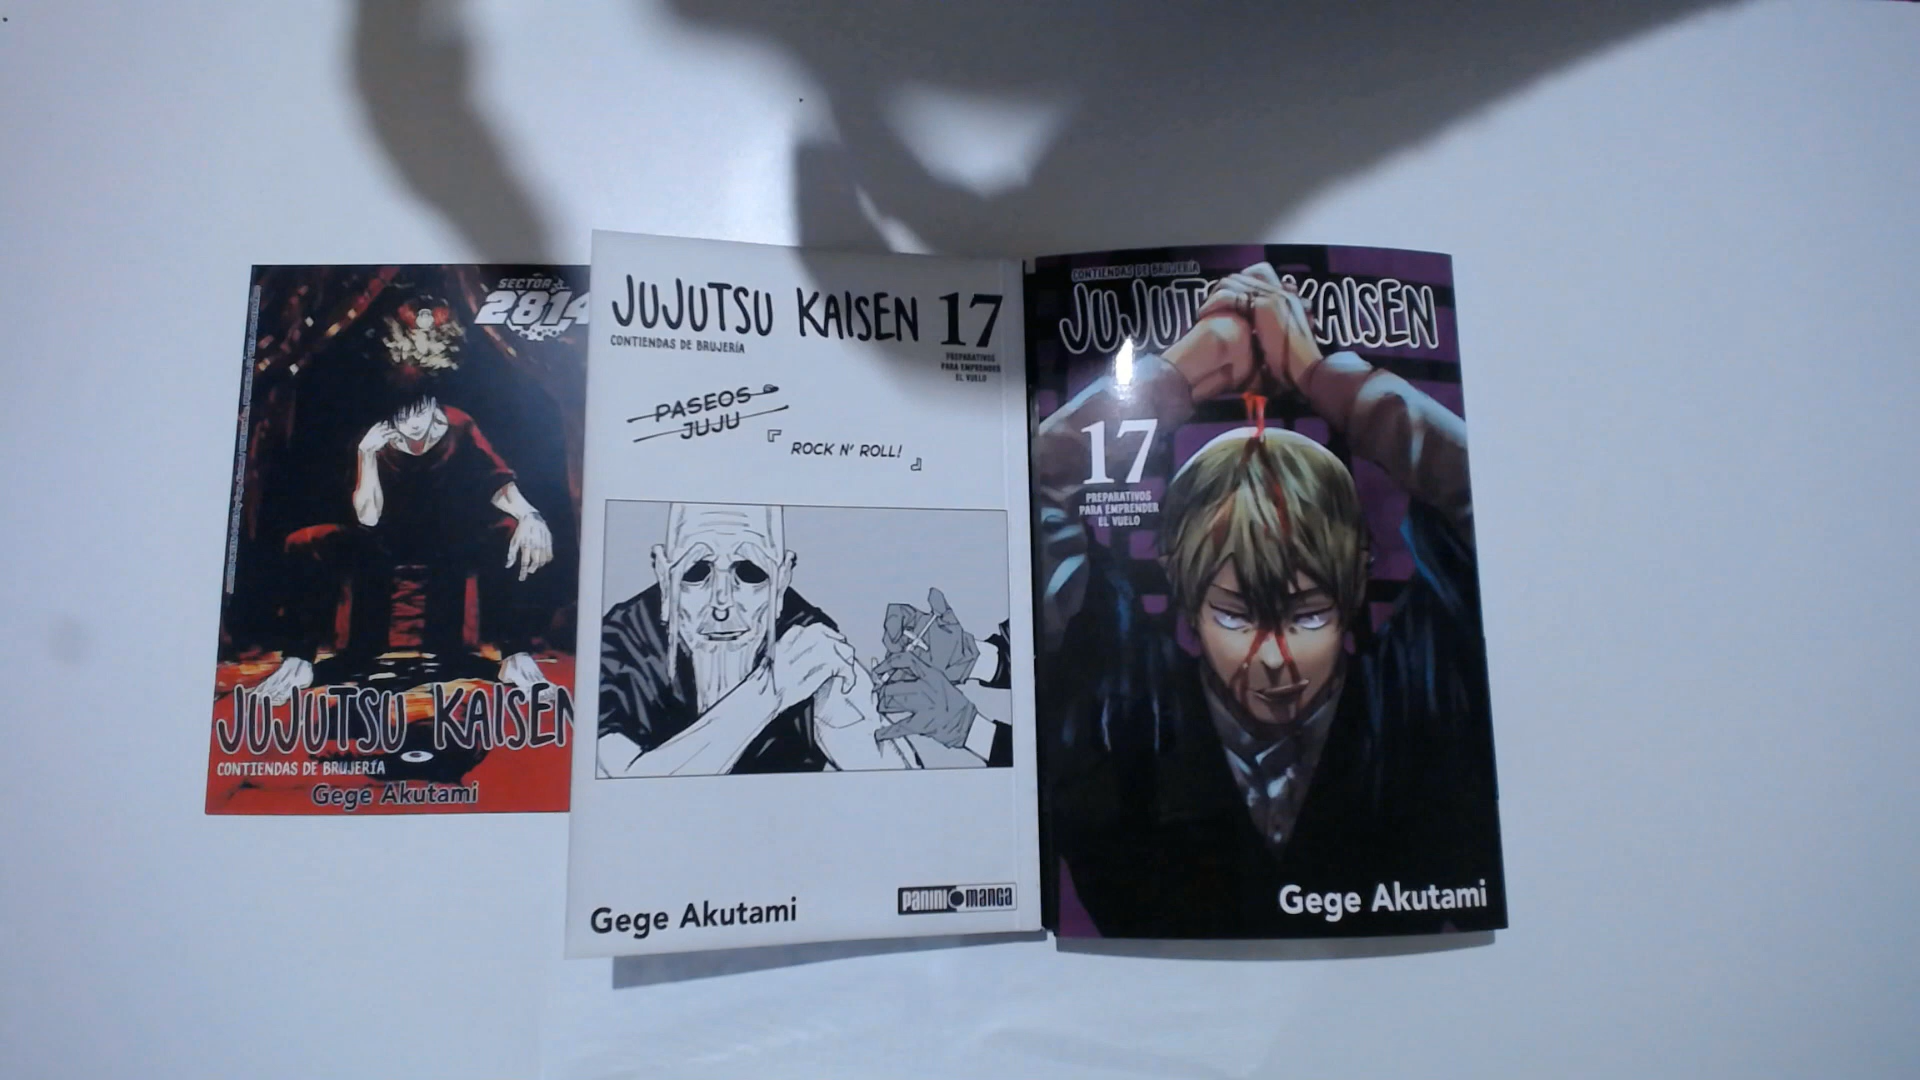 SECTOR
2814
JUJUTSU KAISEN
CONTIENDAS DE BRUJERÍA
Gege Akutami
JUJUTSU KAISEN 17
CONTIENDAS DE BRUJERÍA
PREPARATIVOS
PARA EMPRENDER
EL VUELO
PASEOS
JUJU
『 ROCK N' ROLL! 』
Gege Akutami
PANINI MANGA
CONTIENDAS DE BRUJERÍA
JUJUTSU KAISEN
17
PREPARATIVOS
PARA EMPRENDER
EL VUELO
Gege Akutami